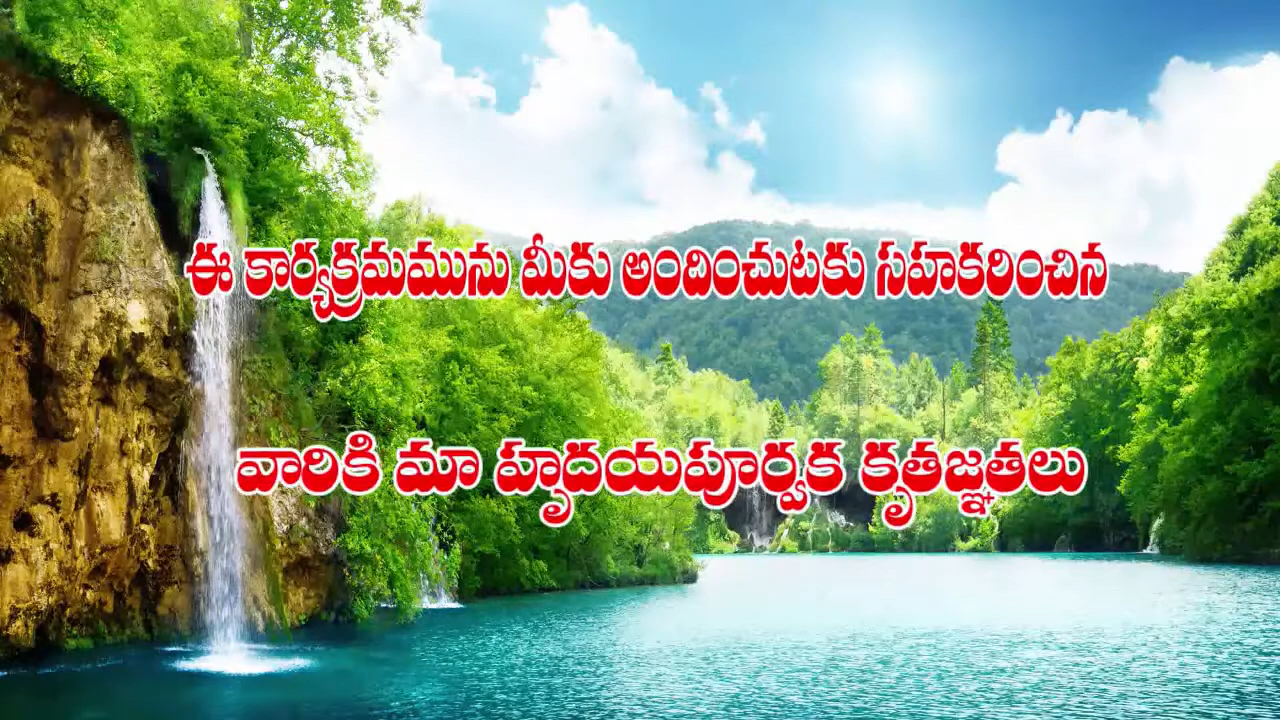 ఈ కార్యక్రమమును మీకు అందించుటకు సహకరించిన
వారికి మా హృదయపూర్వక కృతజ్ఞతలు